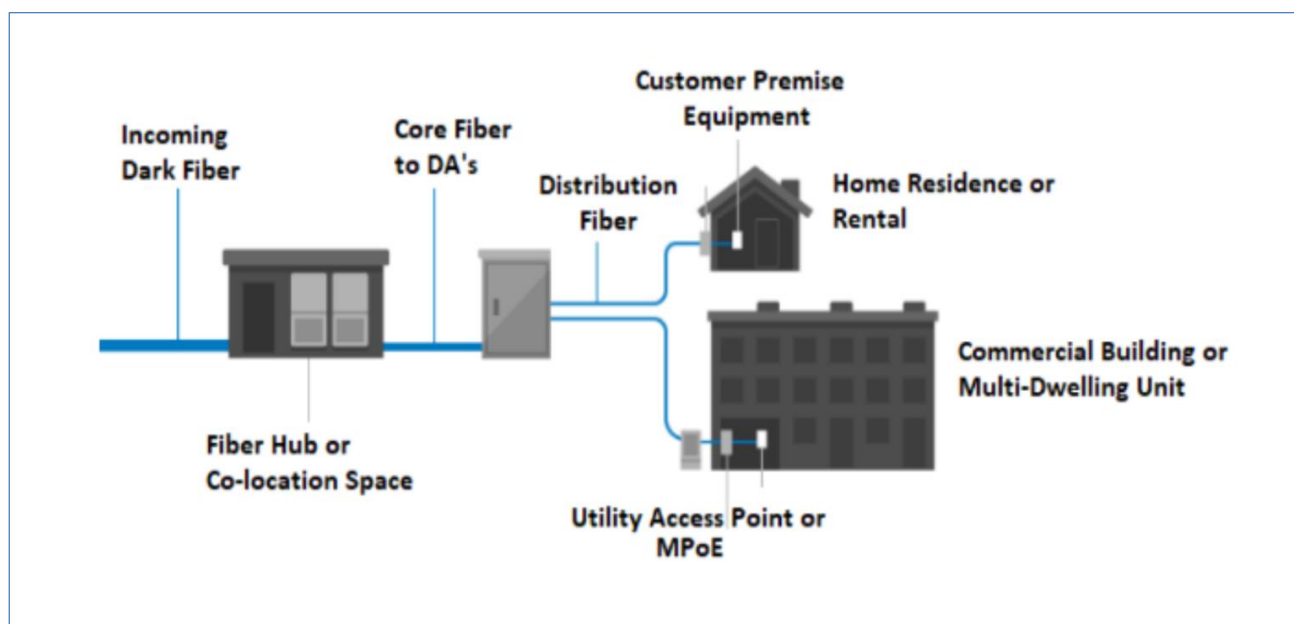 Incoming
Dark Fiber
Core Fiber
to DA's
Distribution
Fiber
Customer Premise
Equipment
Home Residence or
Rental
Commercial Building or
Multi-Dwelling Unit
Fiber Hub or
Co-location Space
Utility Access Point or
MPoE